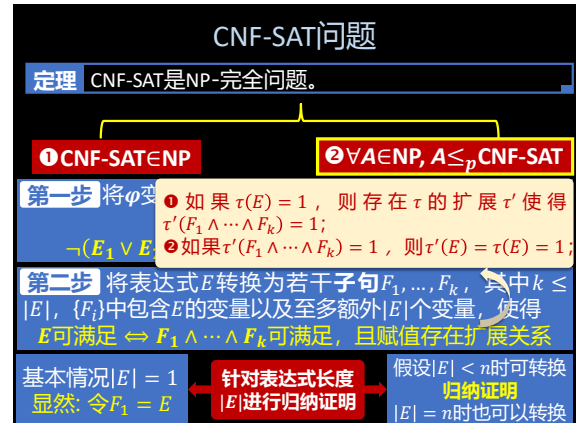 CNF-SAT问题
定理 CNF-SAT是NP-完全问题。
❶CNF-SAT∈NP
❷∀A∈NP, A≤ₚCNF-SAT
第一步 将φ变
¬(E₁ ∨ E
❶如果τ(E) = 1，则存在τ的扩展τ′使得
τ′(F₁ ∧ ⋯ ∧ Fₖ) = 1;
❷如果τ′(F₁ ∧ ⋯ ∧ Fₖ) = 1，则τ′(E) = τ(E) = 1;
第二步 将表达式E转换为若干子句F₁, …, Fₖ，其中k ≤
|E|，{Fᵢ}中包含E的变量以及至多额外|E|个变量，使得
E可满足 ⇔ F₁ ∧ ⋯ ∧ Fₖ可满足，且赋值存在扩展关系
基本情况|E| = 1
显然: 令F₁ = E
针对表达式长度
|E|进行归纳证明
假设|E| < n时可转换
归纳证明
|E| = n时也可以转换